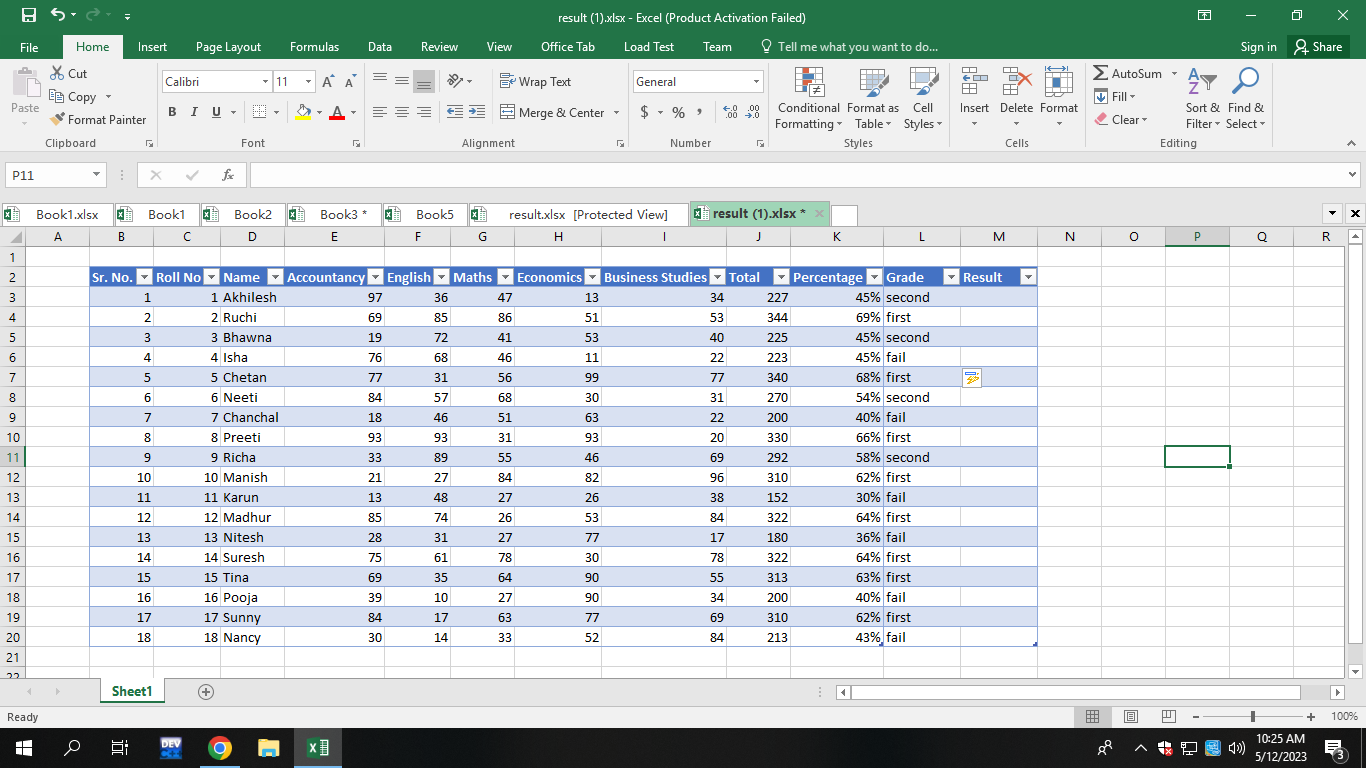 result (1).xlsx - Excel (Product Activation Failed)
File Home Insert Page Layout Formulas Data Review View Office Tab Load Test Team Tell me what you want to do... Sign in Share
Paste Cut Copy Format Painter Clipboard
Calibri 11 B I U A Font
Wrap Text Merge & Center Alignment
General $ % Number
Conditional Formatting Format as Table Cell Styles Styles
Insert Delete Format Cells
AutoSum Fill Clear Sort & Filter Find & Select Editing
P11 fx
Book1.xlsx Book1 Book2 Book3 * Book5 result.xlsx [Protected View] result (1).xlsx *
A B C D E F G H I J K L M N O P Q R
1
2 Sr. No. Roll No Name Accountancy English Maths Economics Business Studies Total Percentage Grade Result
3 1 1 Akhilesh 97 36 47 13 34 227 45% second
4 2 2 Ruchi 69 85 86 51 53 344 69% first
5 3 3 Bhawna 19 72 41 53 40 225 45% second
6 4 4 Isha 76 68 46 11 22 223 45% fail
7 5 5 Chetan 77 31 56 99 77 340 68% first
8 6 6 Neeti 84 57 68 30 31 270 54% second
9 7 7 Chanchal 18 46 51 63 22 200 40% fail
10 8 8 Preeti 93 93 31 93 20 330 66% first
11 9 9 Richa 33 89 55 46 69 292 58% second
12 10 10 Manish 21 27 84 82 96 310 62% first
13 11 11 Karun 13 48 27 26 38 152 30% fail
14 12 12 Madhur 85 74 26 53 84 322 64% first
15 13 13 Nitesh 28 31 27 77 17 180 36% fail
16 14 14 Suresh 75 61 78 30 78 322 64% first
17 15 15 Tina 69 35 64 90 55 313 63% first
18 16 16 Pooja 39 10 27 90 34 200 40% fail
19 17 17 Sunny 84 17 63 77 69 310 62% first
20 18 18 Nancy 30 14 33 52 84 213 43% fail
21
22
Sheet1
Ready 100%
DEV
10:25 AM
5/12/2023
3